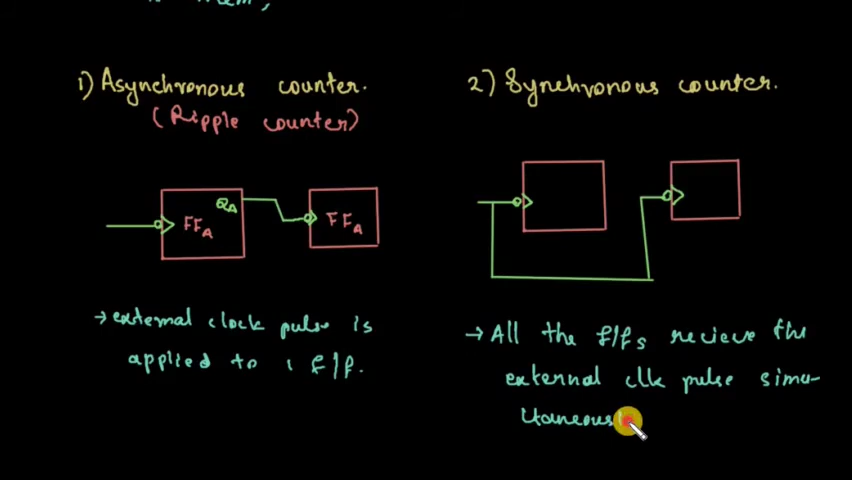 1) Asynchronous counter.
(Ripple counter)
QA
FFA
FFA
→ external clock pulse is
applied to 1 f/f.
2) Synchronous counter.
→ All the f/fs recieve the
external clk pulse simu-
ltaneous